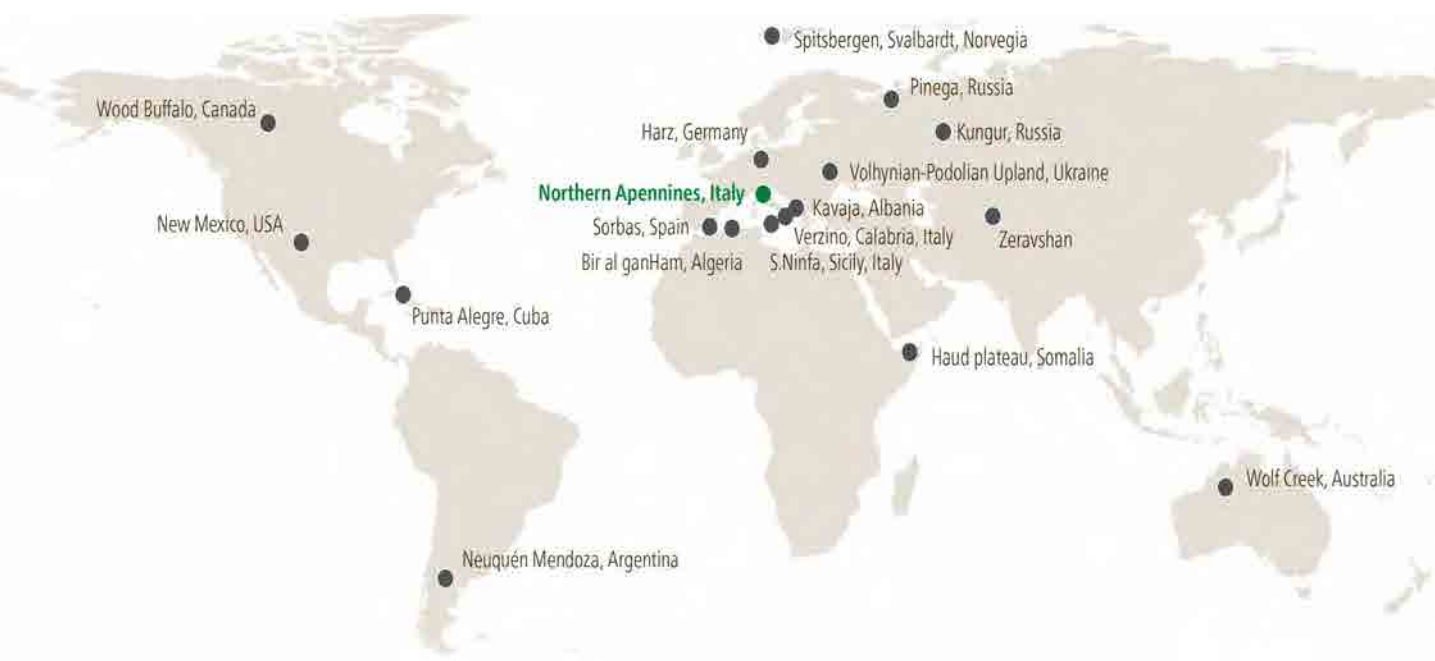 Spitsbergen, Svalbardt, Norvegia
Pinega, Russia
Wood Buffalo, Canada
Harz, Germany
Kungur, Russia
Volhynian-Podolian Upland, Ukraine
Northern Apennines, Italy
Kavaja, Albania
New Mexico, USA
Sorbas, Spain
Verzino, Calabria, Italy
Zeravshan
Bir al ganHam, Algeria
S.Ninfa, Sicily, Italy
Punta Alegre, Cuba
Haud plateau, Somalia
Wolf Creek, Australia
Neuquén Mendoza, Argentina